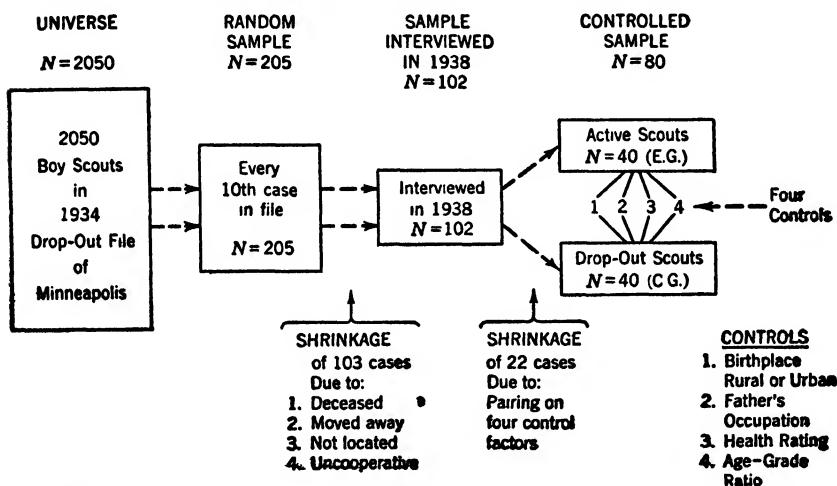 UNIVERSE
N = 2050
RANDOM
SAMPLE
N = 205
SAMPLE
INTERVIEWED
IN 1938
N = 102
CONTROLLED
SAMPLE
N = 80
2050
Boy Scouts
in
1934
Drop-Out File
of
Minneapolis
Every
10th case
in file
N = 205
Interviewed
in 1938
N = 102
Active Scouts
N = 40 (E.G.)
1 2 3 4
Four
Controls
Drop-Out Scouts
N = 40 (C G.)
SHRINKAGE
of 103 cases
Due to:
1. Deceased
2. Moved away
3. Not located
4. Uncooperative
SHRINKAGE
of 22 cases
Due to:
Pairing on
four control
factors
CONTROLS
1. Birthplace
Rural or Urban
2. Father's
Occupation
3. Health Rating
4. Age-Grade
Ratio